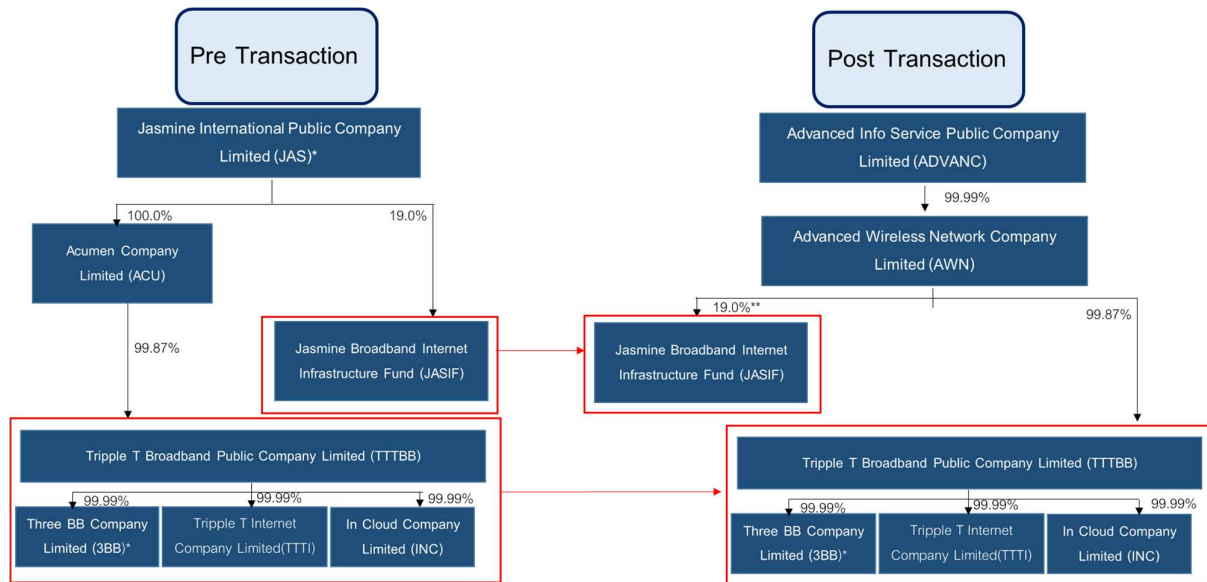 Pre Transaction
Jasmine International Public Company
Limited (JAS)*
100.0%
19.0%
Acumen Company
Limited (ACU)
99.87%
Jasmine Broadband Internet
Infrastructure Fund (JASIF)
Tripple T Broadband Public Company Limited (TTTBB)
99.99%
99.99%
99.99%
Three BB Company
Limited (3BB)*
Tripple T Internet
Company Limited(TTTI)
In Cloud Company
Limited (INC)
Post Transaction
Advanced Info Service Public Company
Limited (ADVANC)
99.99%
Advanced Wireless Network Company
Limited (AWN)
19.0%**
99.87%
Jasmine Broadband Internet
Infrastructure Fund (JASIF)
Tripple T Broadband Public Company Limited (TTTBB)
99.99%
99.99%
99.99%
Three BB Company
Limited (3BB)*
Tripple T Internet
Company Limited(TTTI)
In Cloud Company
Limited (INC)